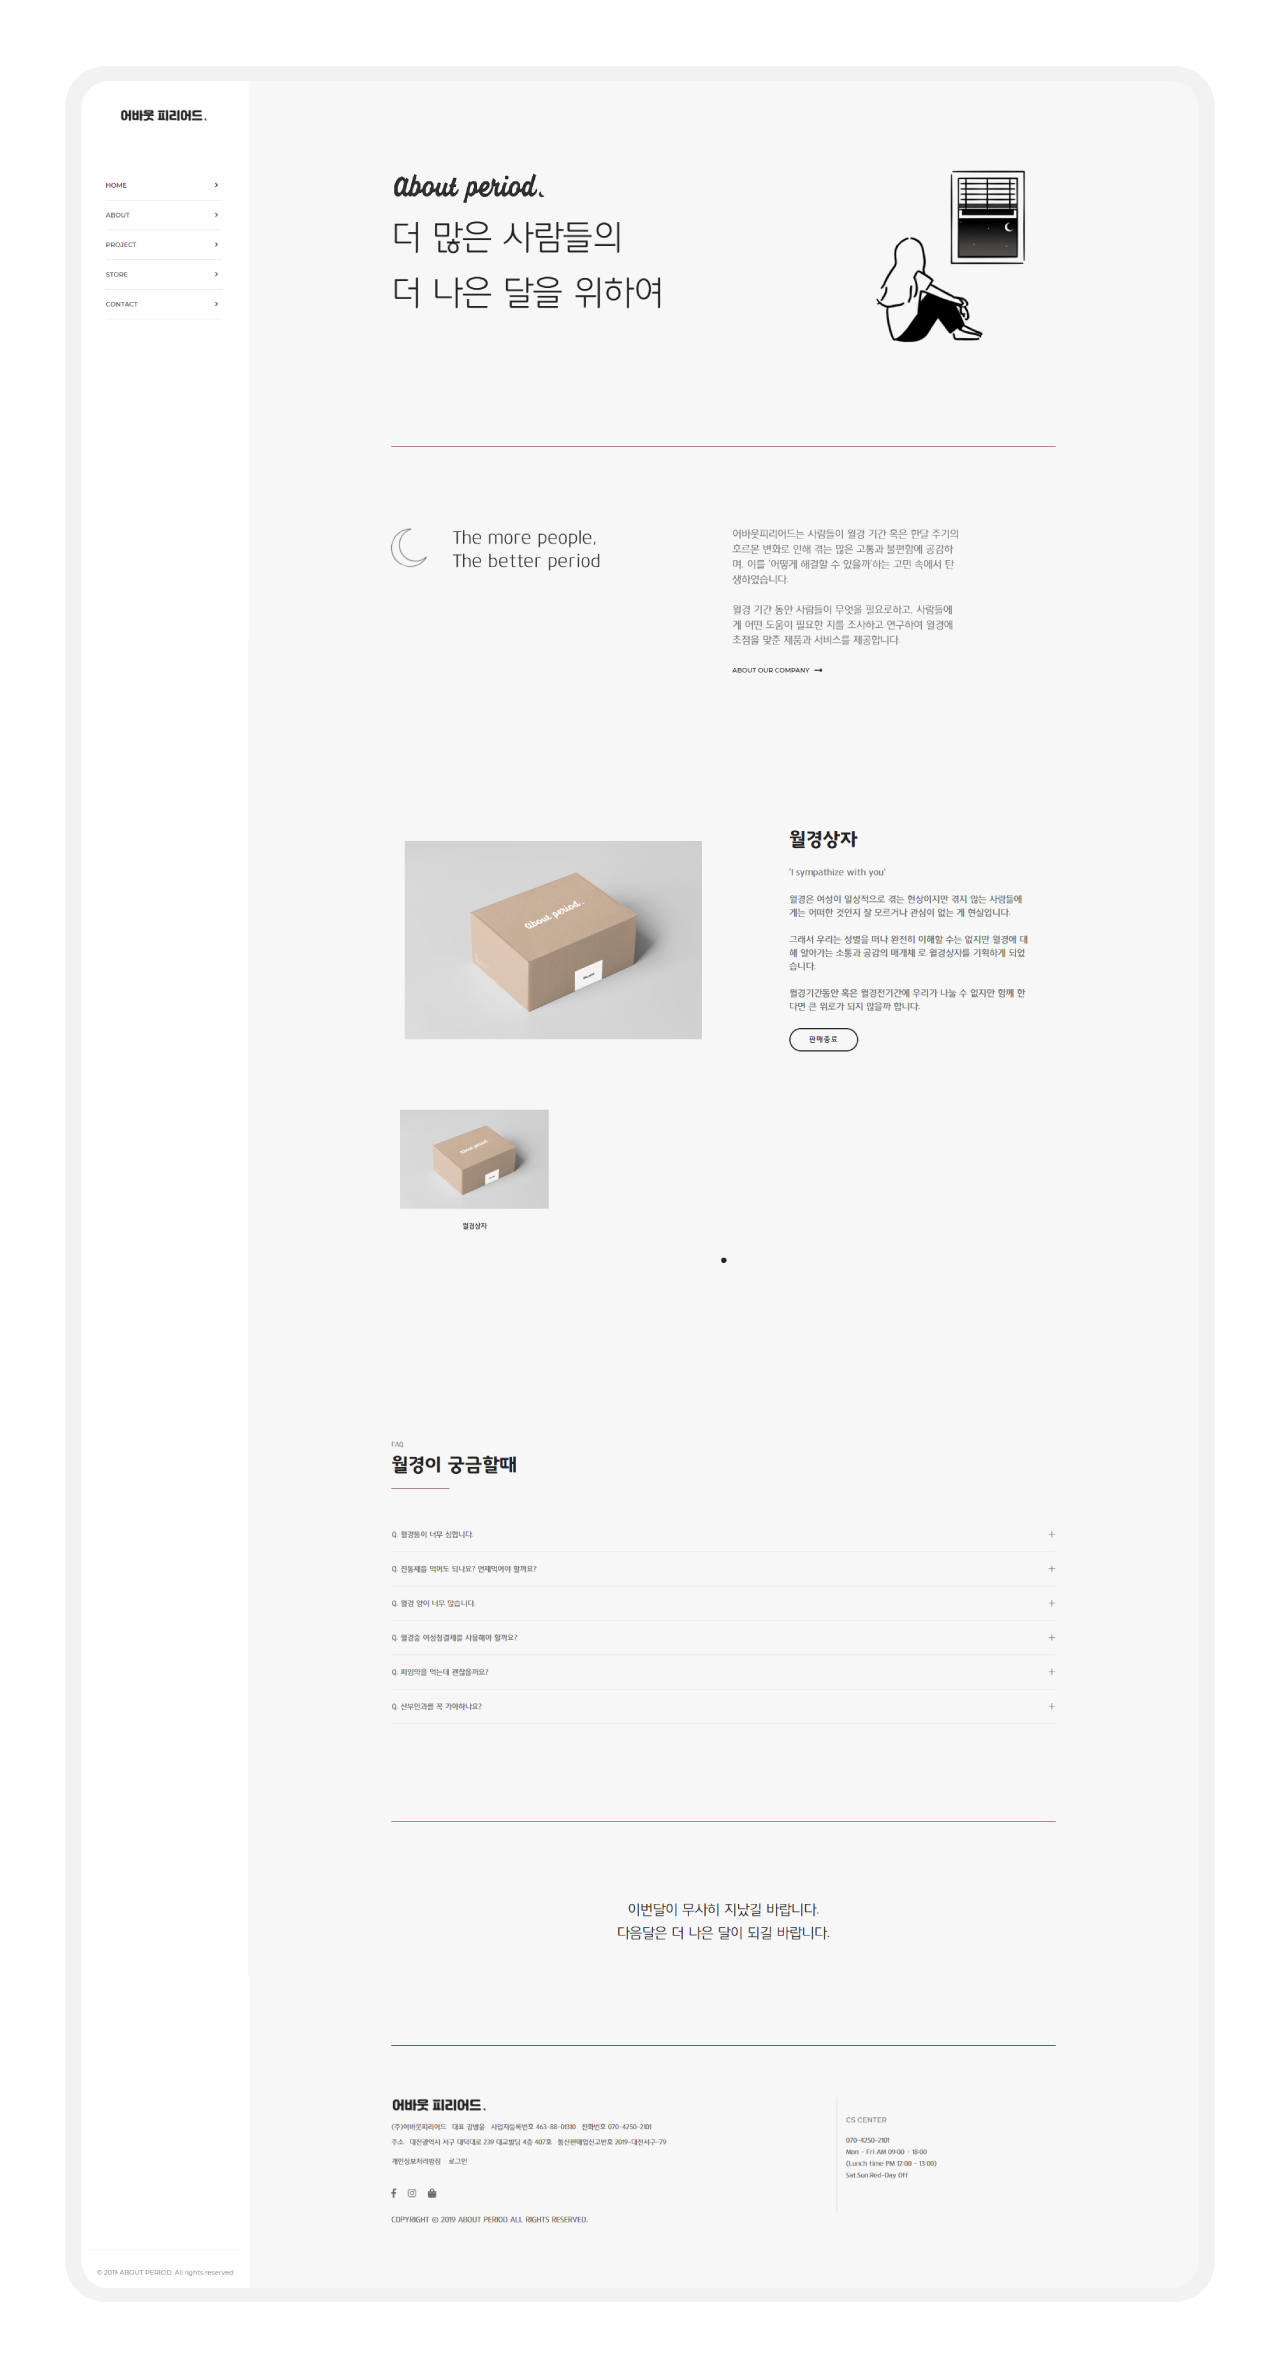 어바웃 피리어드.
HOME
ABOUT
PROJECT
STORE
CONTACT
About period.
더 많은 사람들의
더 나은 달을 위하여
The more people,
The better period
어바웃피리어드는 사람들이 월경 기간 혹은 한달 주기의
호르몬 변화로 인해 겪는 많은 고통과 불편함에 공감하
며, 이를 '어떻게 해결할 수 있을까'하는 고민 속에서 탄
생하였습니다.
월경 기간 동안 사람들이 무엇을 필요로하고, 사람들에
게 어떤 도움이 필요한 지를 조사하고 연구하여 월경에
초점을 맞춘 제품과 서비스를 제공합니다.
ABOUT OUR COMPANY
About period.
월경상자
'I sympathize with you'
월경은 여성이 일상적으로 겪는 현상이지만 겪지 않는 사람들에
게는 어떠한 것인지 잘 모르거나 관심이 없는 게 현실입니다.
그래서 우리는 성별을 떠나 완전히 이해할 수는 없지만 월경에 대
해 알아가는 소통과 공감의 매개체 로 월경상자를 기획하게 되었
습니다.
월경기간동안 혹은 월경전기간에 우리가 나눌 수 없지만 함께 한
다면 큰 위로가 되지 않을까 합니다.
판매종료
About period.
월경상자
FAQ
월경이 궁금할때
Q. 월경통이 너무 심합니다.
Q. 진통제를 먹어도 되나요? 언제먹어야 할까요?
Q. 월경 양이 너무 많습니다.
Q. 월경중 여성청결제를 사용해야 할까요?
Q. 피임약을 먹는데 괜찮을까요?
Q. 산부인과를 꼭 가야하나요?
이번달이 무사히 지났길 바랍니다.
다음달은 더 나은 달이 되길 바랍니다.
어바웃 피리어드.
(주)어바웃피리어드 대표 강별윤 사업자등록번호 463-88-01310 전화번호 070-4250-2101
주소 대전광역시 서구 대덕대로 239 대교빌딩 4층 407호 통신판매업신고번호 2019-대전서구-79
개인정보처리방침 로그인
COPYRIGHT © 2019 ABOUT PERIOD ALL RIGHTS RESERVED.
CS CENTER
070-4250-2101
Mon - Fri AM 09:00 - 18:00
(Lunch time PM 12:00 - 13:00)
Sat.Sun.Red-Day Off
© 2019 ABOUT PERIOD. All rights reserved